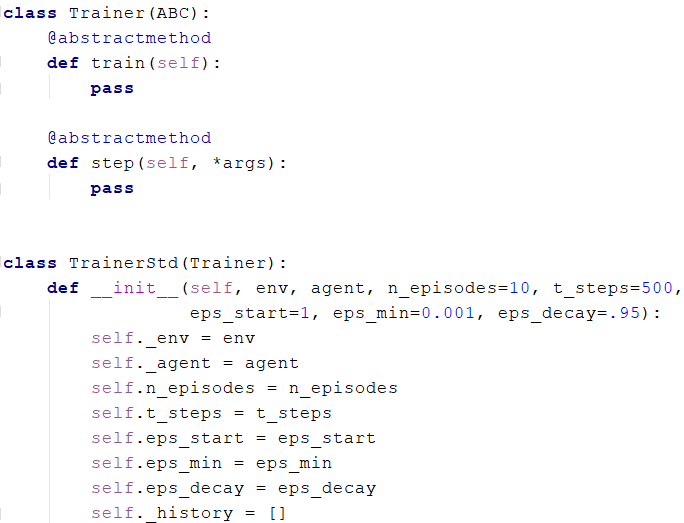 class Trainer(ABC):
    @abstractmethod
    def train(self):
        pass

    @abstractmethod
    def step(self, *args):
        pass


class TrainerStd(Trainer):
    def __init__(self, env, agent, n_episodes=10, t_steps=500,
                 eps_start=1, eps_min=0.001, eps_decay=.95):
        self._env = env
        self._agent = agent
        self.n_episodes = n_episodes
        self.t_steps = t_steps
        self.eps_start = eps_start
        self.eps_min = eps_min
        self.eps_decay = eps_decay
        self._history = []